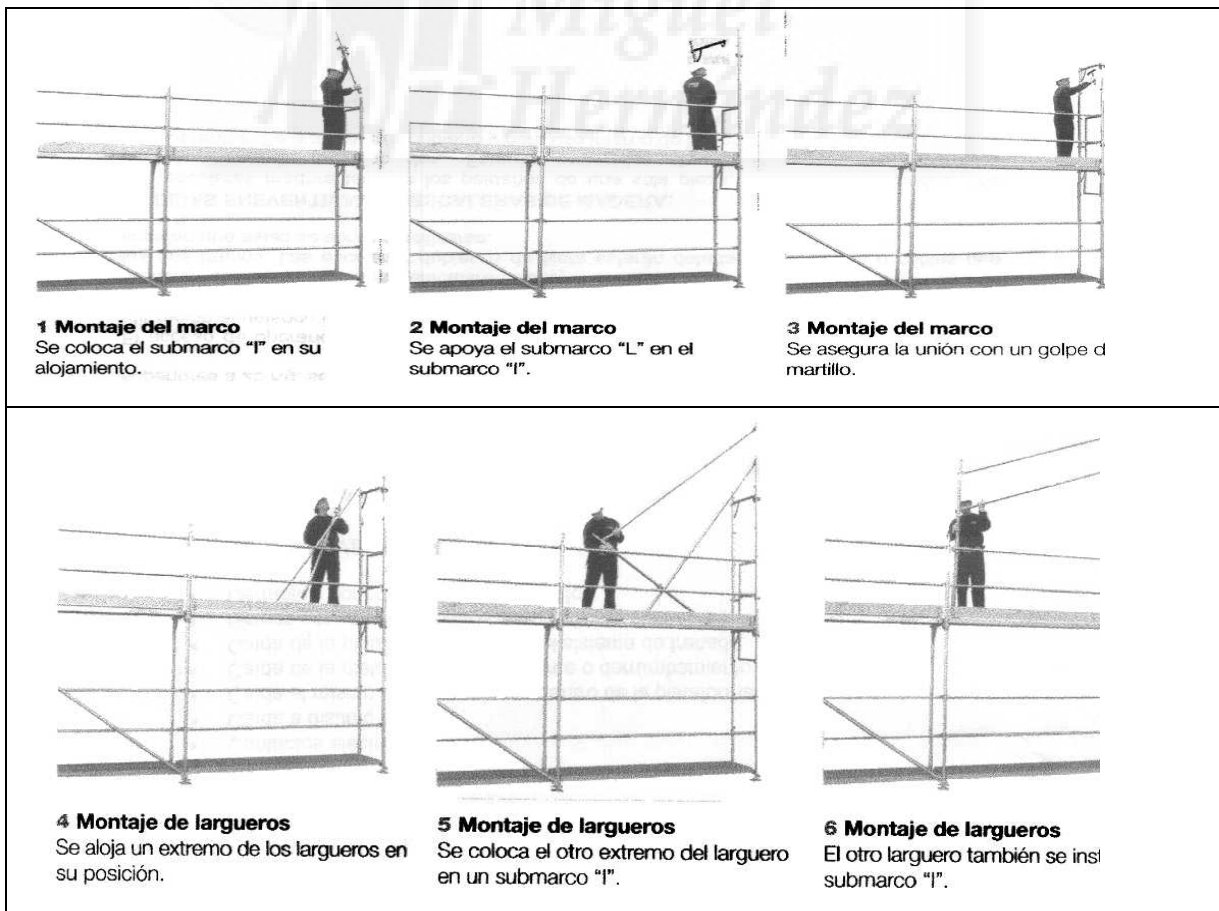 Miguel
Hernández
1 Montaje del marco
Se coloca el submarco “I” en su
alojamiento.
2 Montaje del marco
Se apoya el submarco “L” en el
submarco “I”.
3 Montaje del marco
Se asegura la unión con un golpe d
martillo.
4 Montaje de largueros
Se aloja un extremo de los largueros en
su posición.
5 Montaje de largueros
Se coloca el otro extremo del larguero
en un submarco “I”.
6 Montaje de largueros
El otro larguero también se inst
submarco “I”.